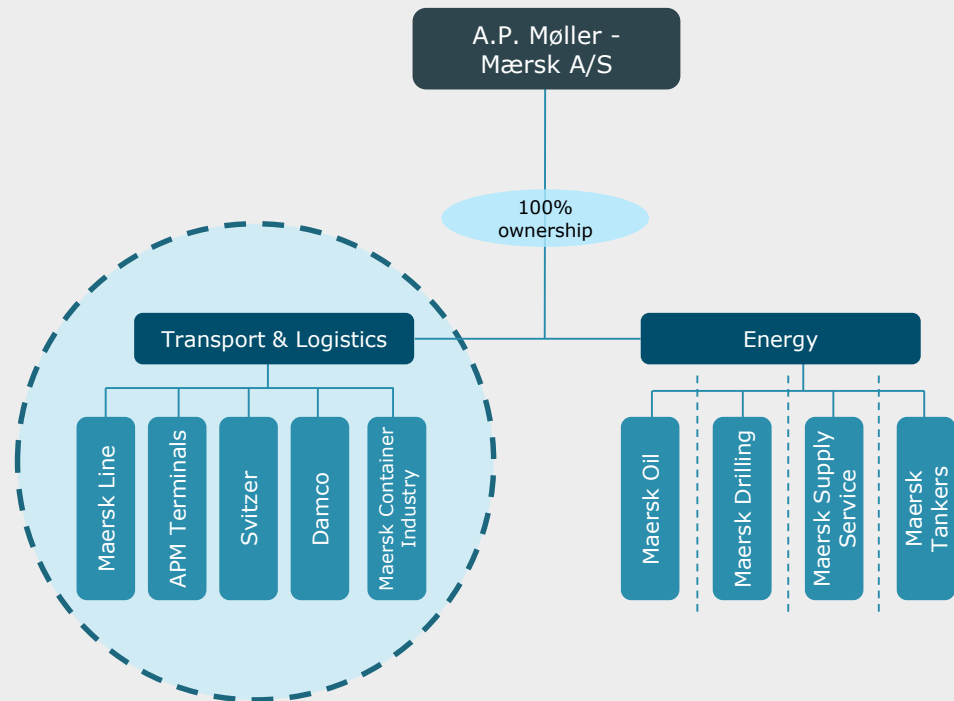 A.P. Møller -
Mærsk A/S
100%
ownership
Transport & Logistics
Energy
Maersk Line
APM Terminals
Svitzer
Damco
Maersk Container
Industry
Maersk Oil
Maersk Drilling
Maersk Supply
Service
Maersk
Tankers